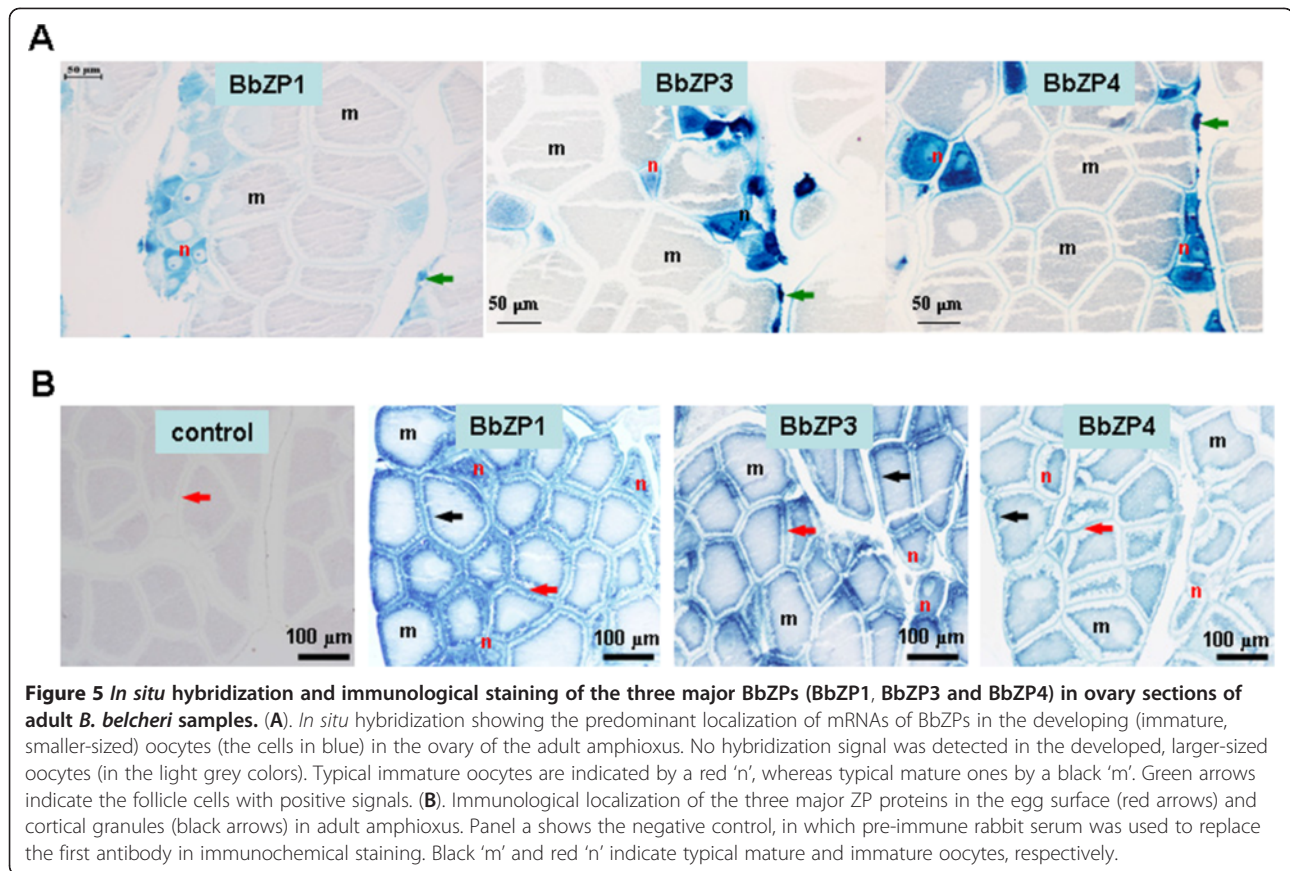 A
50 µm
BbZP1
BbZP3
BbZP4
m
m
n
m
n
n
m
50 µm
n
m
m
n
50 µm
B
control
BbZP1
BbZP3
BbZP4
100 µm
m
n
n
m
n
100 µm
m
n
m
n
100 µm
m
n
n
m
100 µm
Figure 5 In situ hybridization and immunological staining of the three major BbZPs (BbZP1, BbZP3 and BbZP4) in ovary sections of
adult B. belcheri samples. (A). In situ hybridization showing the predominant localization of mRNAs of BbZPs in the developing (immature,
smaller-sized) oocytes (the cells in blue) in the ovary of the adult amphioxus. No hybridization signal was detected in the developed, larger-sized
oocytes (in the light grey colors). Typical immature oocytes are indicated by a red ‘n’, whereas typical mature ones by a black ‘m’. Green arrows
indicate the follicle cells with positive signals. (B). Immunological localization of the three major ZP proteins in the egg surface (red arrows) and
cortical granules (black arrows) in adult amphioxus. Panel a shows the negative control, in which pre-immune rabbit serum was used to replace
the first antibody in immunochemical staining. Black ‘m’ and red ‘n’ indicate typical mature and immature oocytes, respectively.